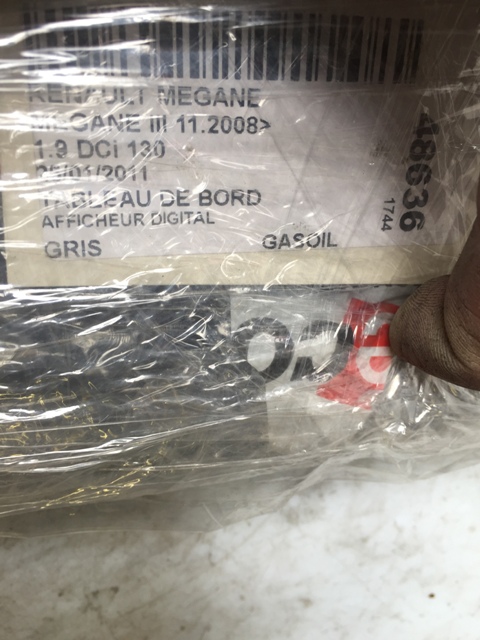 RENAULT MEGANE
MEGANE III 11.2008>
1.9 DCi 130
/01/2011
TABLEAU DE BORD
AFFICHEUR DIGITAL
GRIS GASOIL
48636
1744